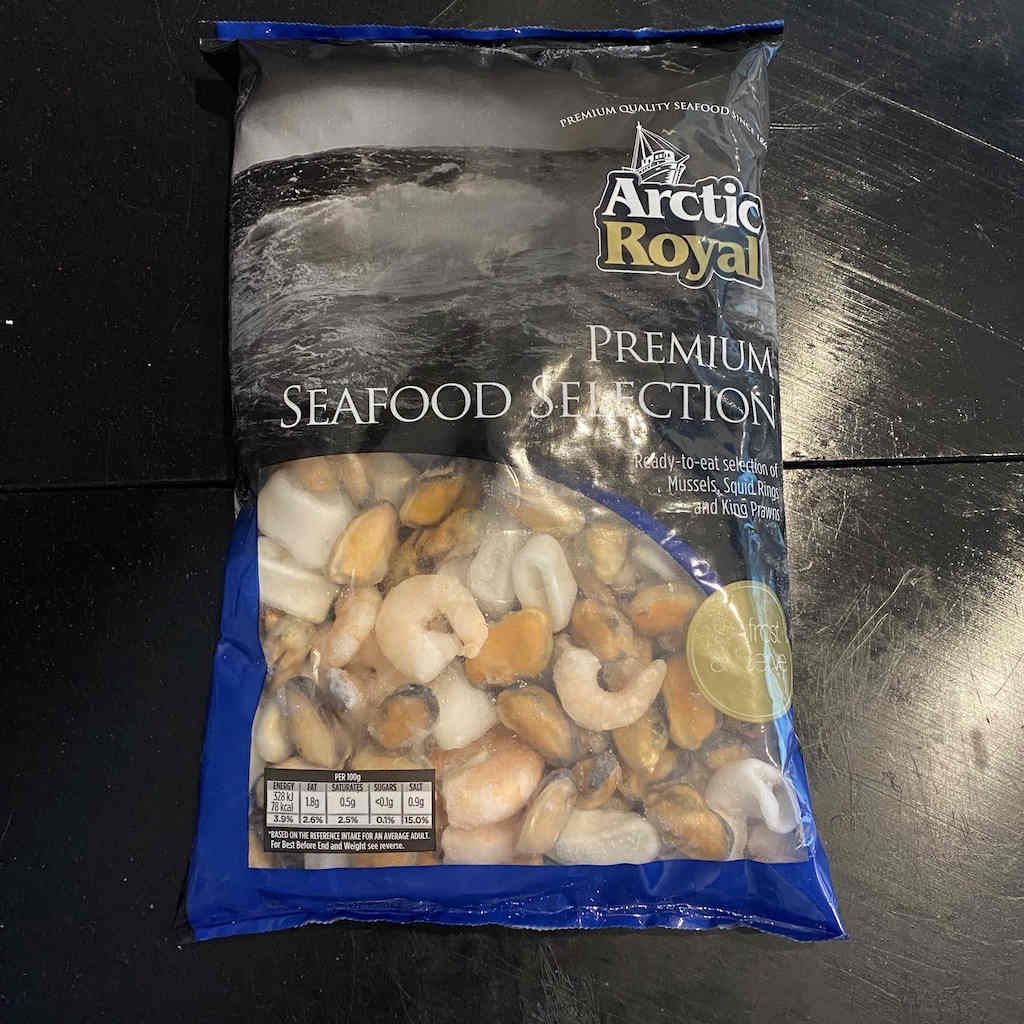 PREMIUM QUALITY SEAFOOD SINCE
Arctic
Royal
PREMIUM
SEAFOOD SELECTION
Ready-to-eat selection of
Mussels, Squid Rings
and King Prawns
frost
& serve
PER 100g
ENERGY FAT SATURATES SUGARS SALT
328 kJ
78 kcal 1.8g 0.5g <0.1g 0.9g
3.9% 2.6% 2.5% 0.1% 15.0%
*BASED ON THE REFERENCE INTAKE FOR AN AVERAGE ADULT.
For Best Before End and Weight see reverse.